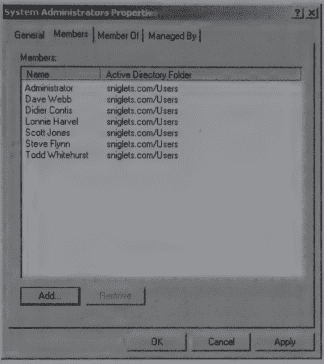 System Administrators Properties
General Members Member Of Managed By
Members:
Name Active Directory Folder
Administrator sniglets.com/Users
Dave Webb sniglets.com/Users
Didier Contis sniglets.com/Users
Lonnie Harvel sniglets.com/Users
Scott Jones sniglets.com/Users
Steve Flynn sniglets.com/Users
Todd Whitehurst sniglets.com/Users
Add... Remove
OK Cancel Apply